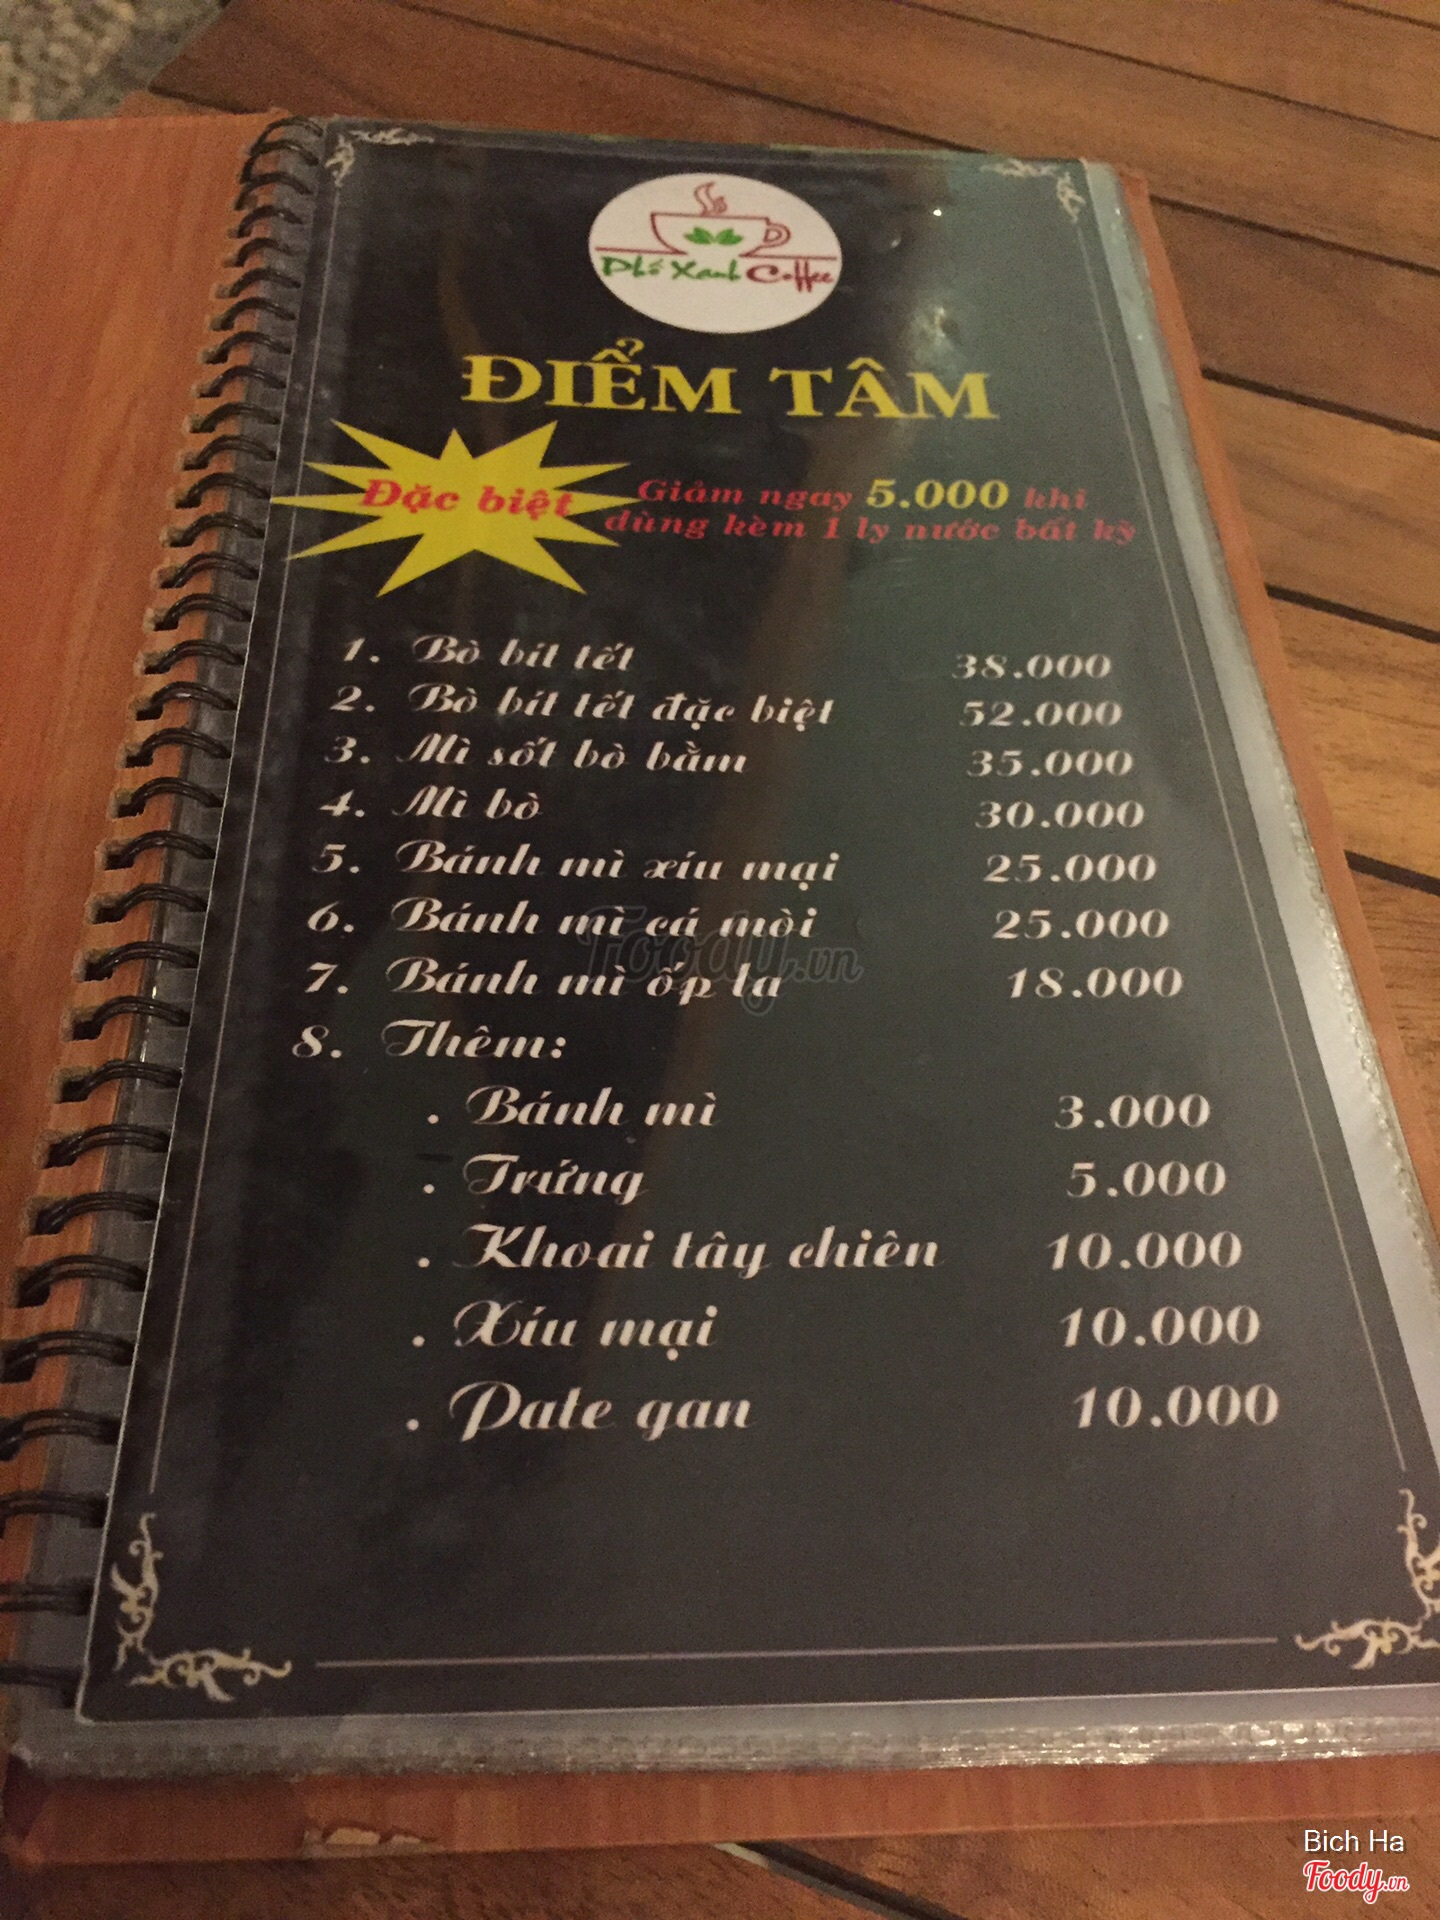 Phố Xanh Coffee
ĐIỂM TÂM
Đặc biệt
Giảm ngay 5.000 khi
dùng kèm 1 ly nước bất kỳ
1. Bò bít tết 38.000
2. Bò bít tết đặc biệt 52.000
3. Mì sốt bò bằm 35.000
4. Mì bò 30.000
5. Bánh mì xíu mại 25.000
6. Bánh mì cá mòi 25.000
7. Bánh mì ốp la 18.000
8. Thêm:
. Bánh mì 3.000
. Trứng 5.000
. Khoai tây chiên 10.000
. Xíu mại 10.000
. Pate gan 10.000
Foody.vn
Bich Ha
Foody.vn